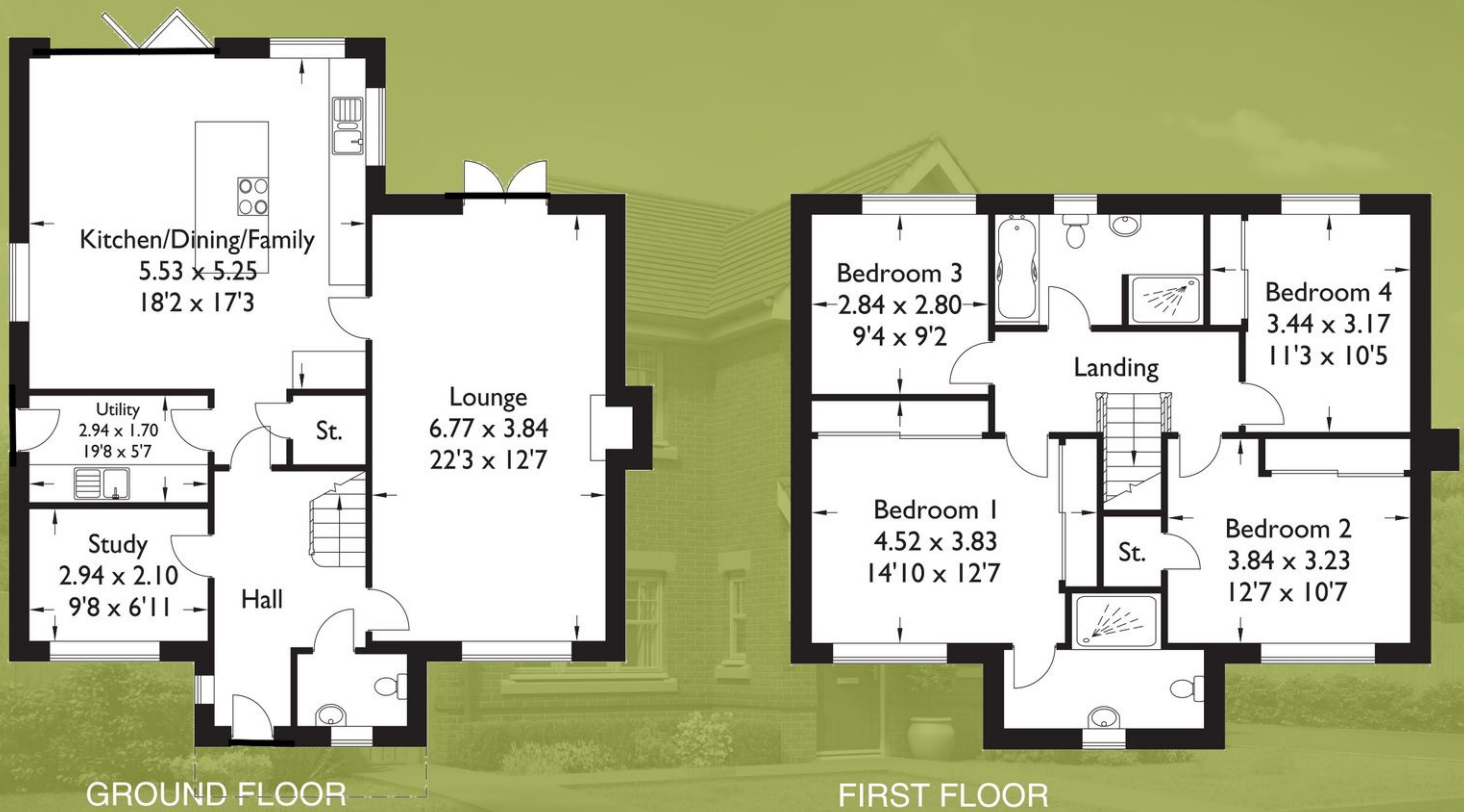 Kitchen/Dining/Family
5.53 x 5.25
18'2 x 17'3
Utility
2.94 x 1.70
19'8 x 5'7
St.
Lounge
6.77 x 3.84
22'3 x 12'7
Study
2.94 x 2.10
9'8 x 6'11
Hall
GROUND FLOOR
Bedroom 3
2.84 x 2.80
9'4 x 9'2
Bedroom 4
3.44 x 3.17
11'3 x 10'5
Landing
Bedroom 1
4.52 x 3.83
14'10 x 12'7
St.
Bedroom 2
3.84 x 3.23
12'7 x 10'7
FIRST FLOOR